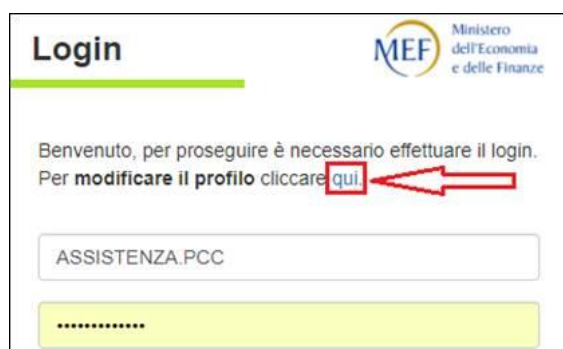 Login
MEF
Ministero
dell'Economia
e delle Finanze
Benvenuto, per proseguire è necessario effettuare il login.
Per modificare il profilo cliccare qui.
ASSISTENZA.PCC
•••••••••••••